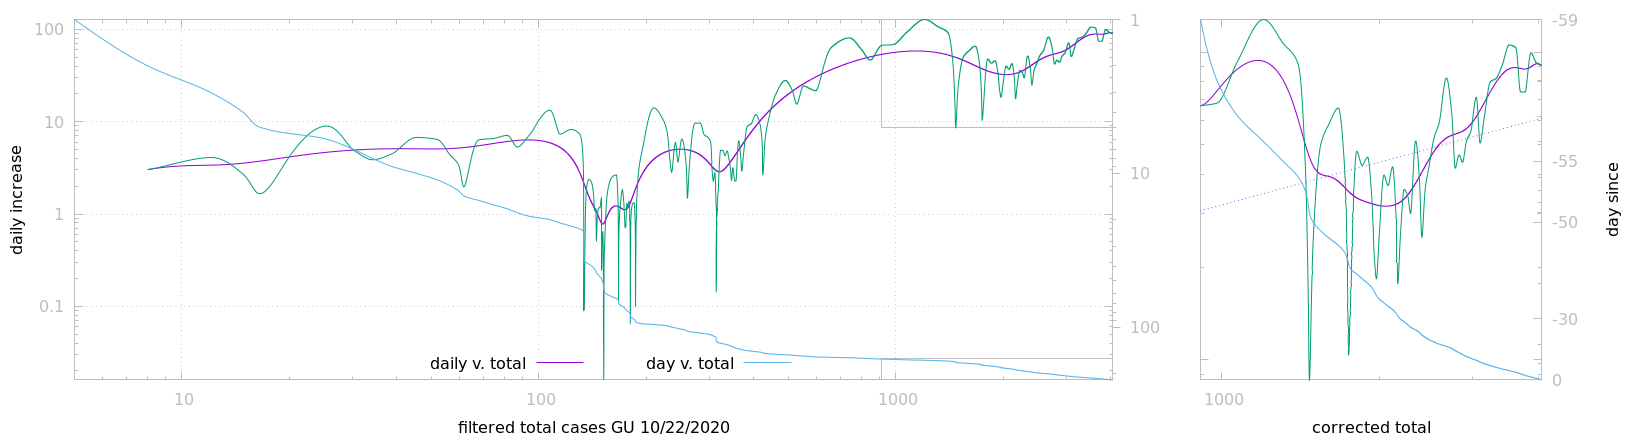 100
10
1
0.1
daily increase
daily v. total
day v. total
10
100
1000
filtered total cases GU 10/22/2020
1
10
100
1000
corrected total
-59
-55
-50
-30
0
day since